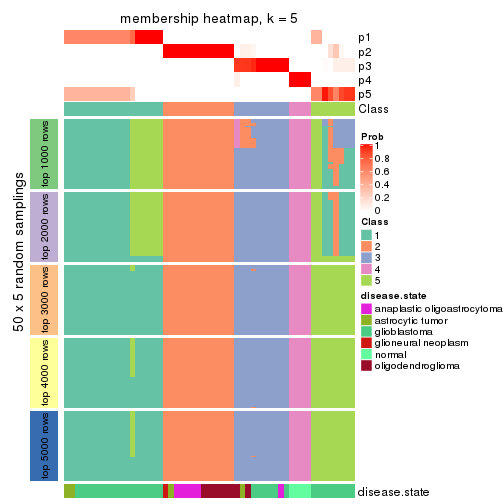 membership heatmap, k = 5
p1
p2
p3
p4
p5
Class
50 x 5 random samplings
top 1000 rows
top 2000 rows
top 3000 rows
top 4000 rows
top 5000 rows
Prob
1
0.8
0.6
0.4
0.2
0
Class
1
2
3
4
5
disease.state
anaplastic oligoastrocytoma
astrocytic tumor
glioblastoma
glioneural neoplasm
normal
oligodendroglioma
disease.state